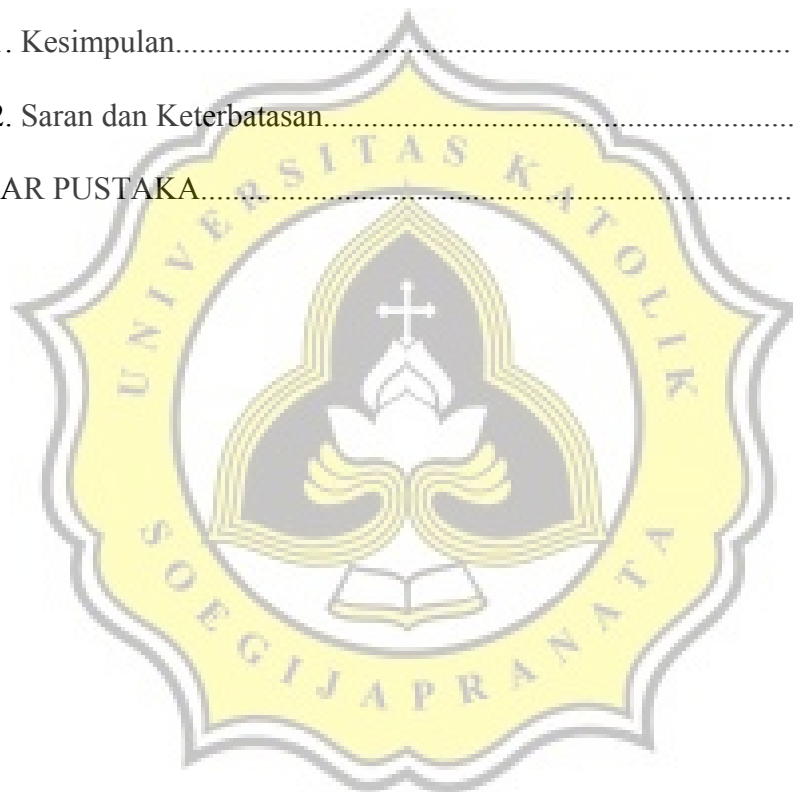 . Kesimpulan
2. Saran dan Keterbatasan
AR PUSTAKA
UNIVERSITAS KATOLIK
SOEGIJAPRANATA